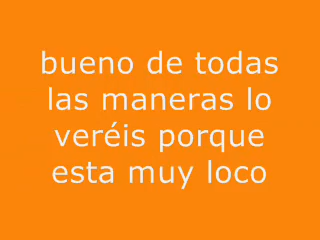 bueno de todas
las maneras lo
veréis porque
esta muy loco